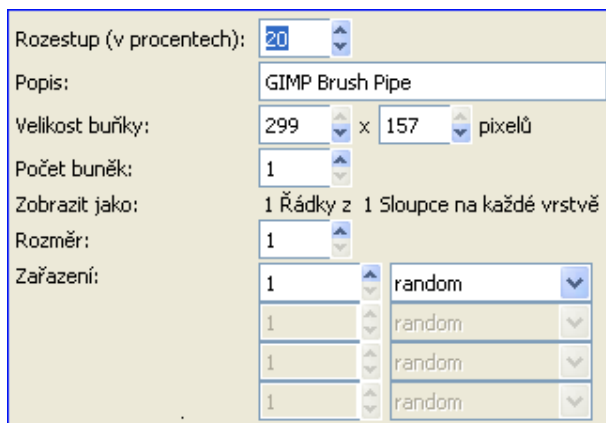 Rozestup (v procentech): 20
Popis: GIMP Brush Pipe
Velikost buňky: 299 x 157 pixelů
Počet buněk: 1
Zobrazit jako: 1 Řádky z 1 Sloupce na každé vrstvě
Rozměr: 1
Zařazení: 1 random
1 random
1 random
1 random